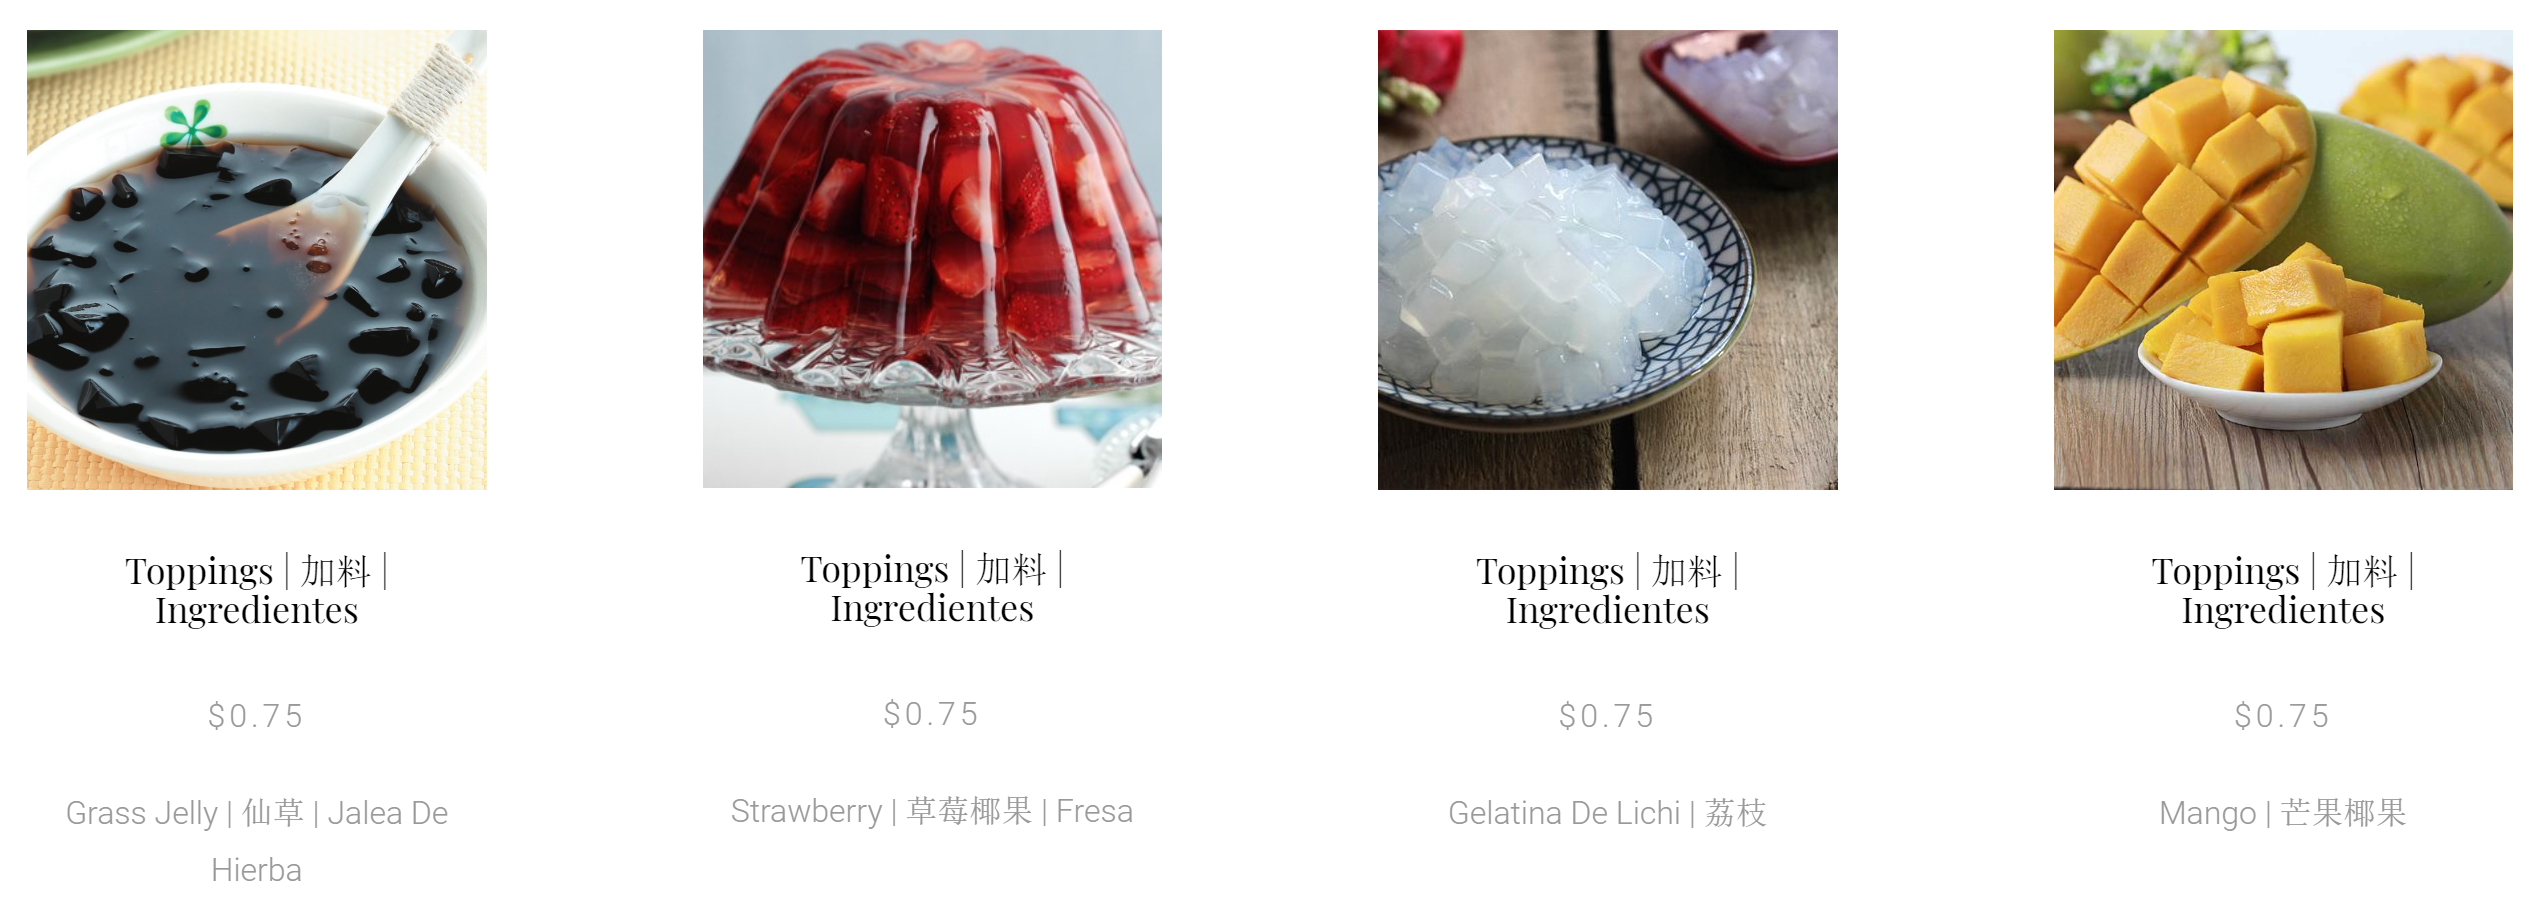 Toppings | 加料 |
Ingredientes
$0.75
Grass Jelly | 仙草 | Jalea De
Hierba
Toppings | 加料 |
Ingredientes
$0.75
Strawberry | 草莓椰果 | Fresa
Toppings | 加料 |
Ingredientes
$0.75
Gelatina De Lichi | 荔枝
Toppings | 加料 |
Ingredientes
$0.75
Mango | 芒果椰果